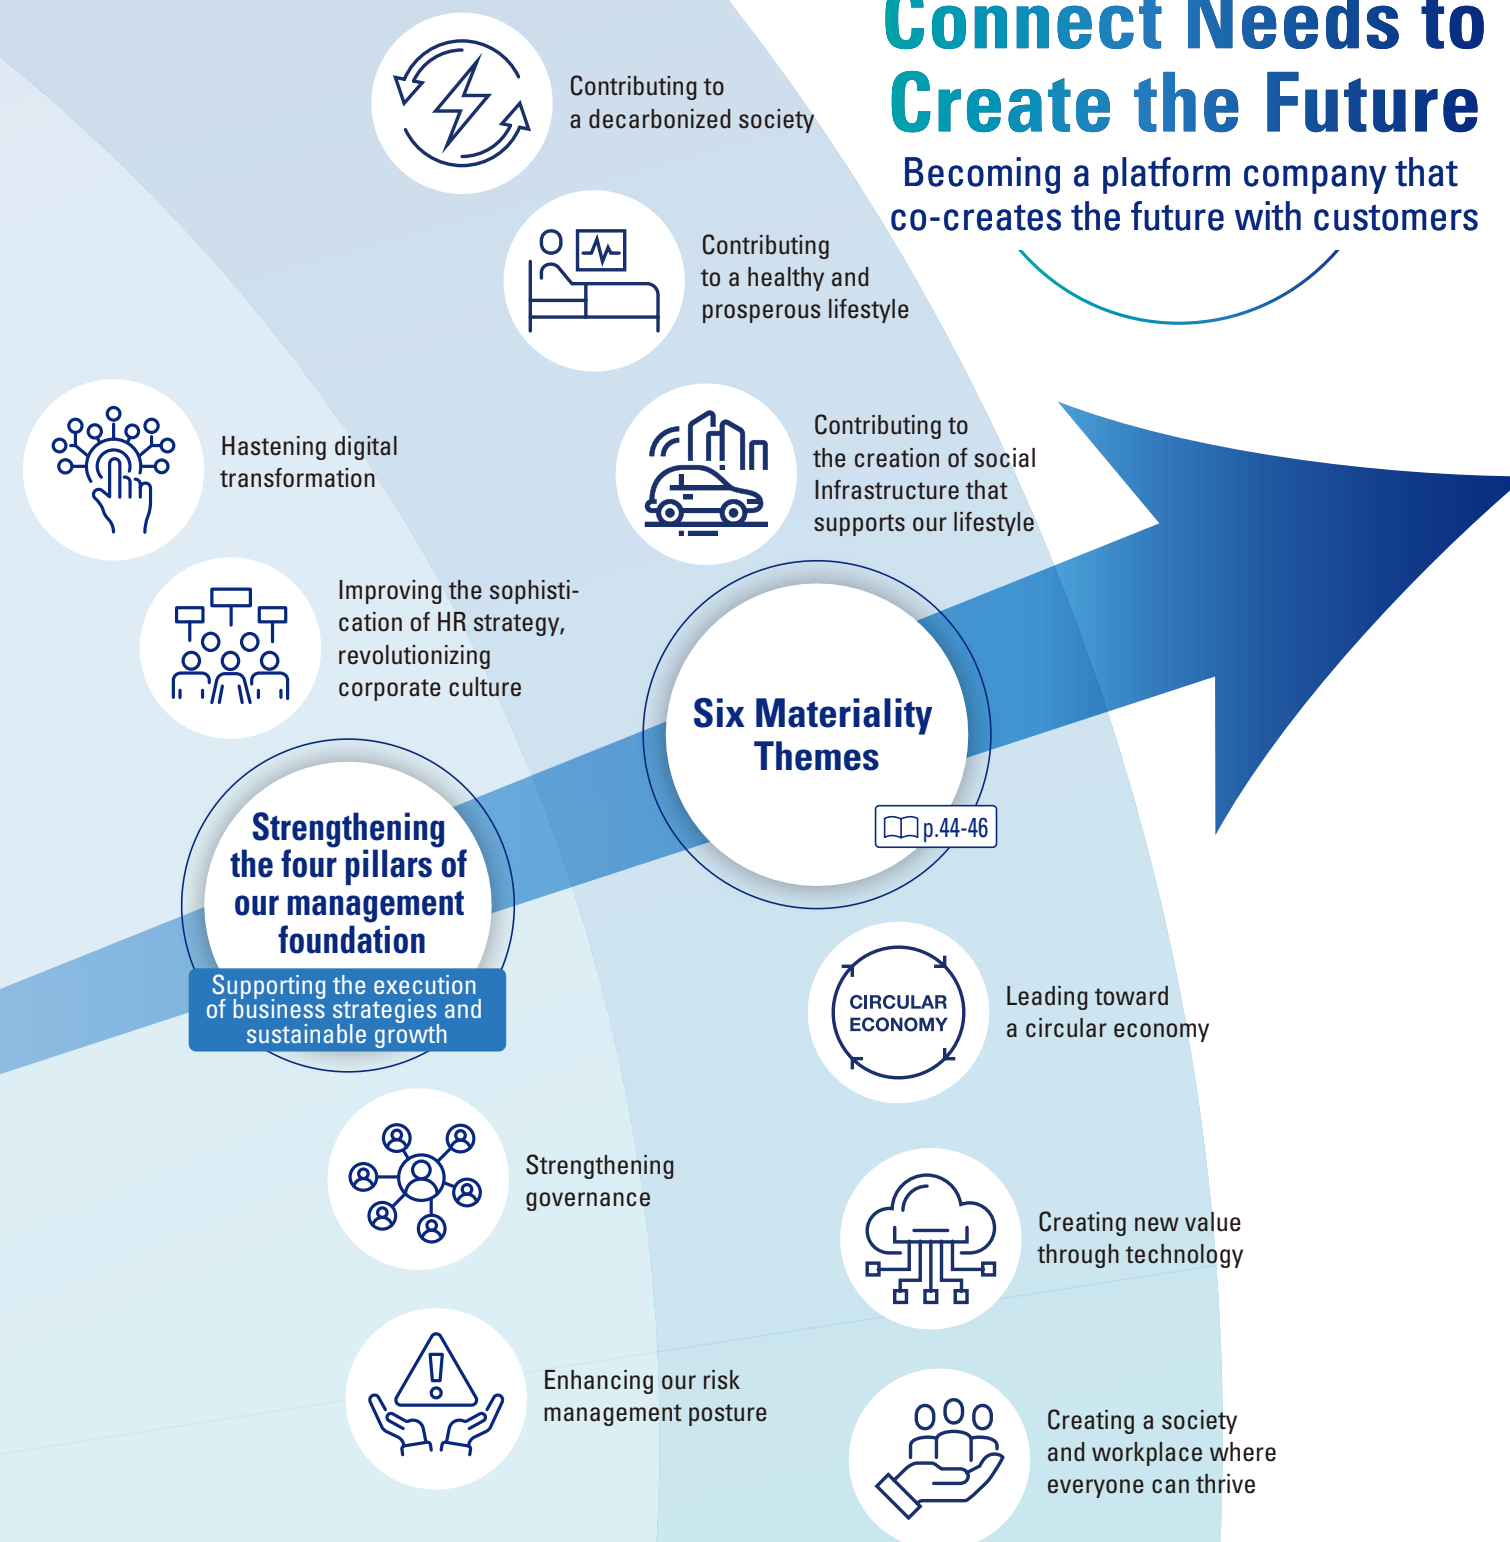 Connect Needs to
Create the Future
Becoming a platform company that
co-creates the future with customers
Contributing to
a decarbonized society
Contributing
to a healthy and
prosperous lifestyle
Contributing to
the creation of social
Infrastructure that
supports our lifestyle
Hastening digital
transformation
Improving the sophisti-
cation of HR strategy,
revolutionizing
corporate culture
Six Materiality
Themes
p.44-46
Strengthening
the four pillars of
our management
foundation
Supporting the execution
of business strategies and
sustainable growth
CIRCULAR
ECONOMY
Leading toward
a circular economy
Strengthening
governance
Creating new value
through technology
Enhancing our risk
management posture
Creating a society
and workplace where
everyone can thrive